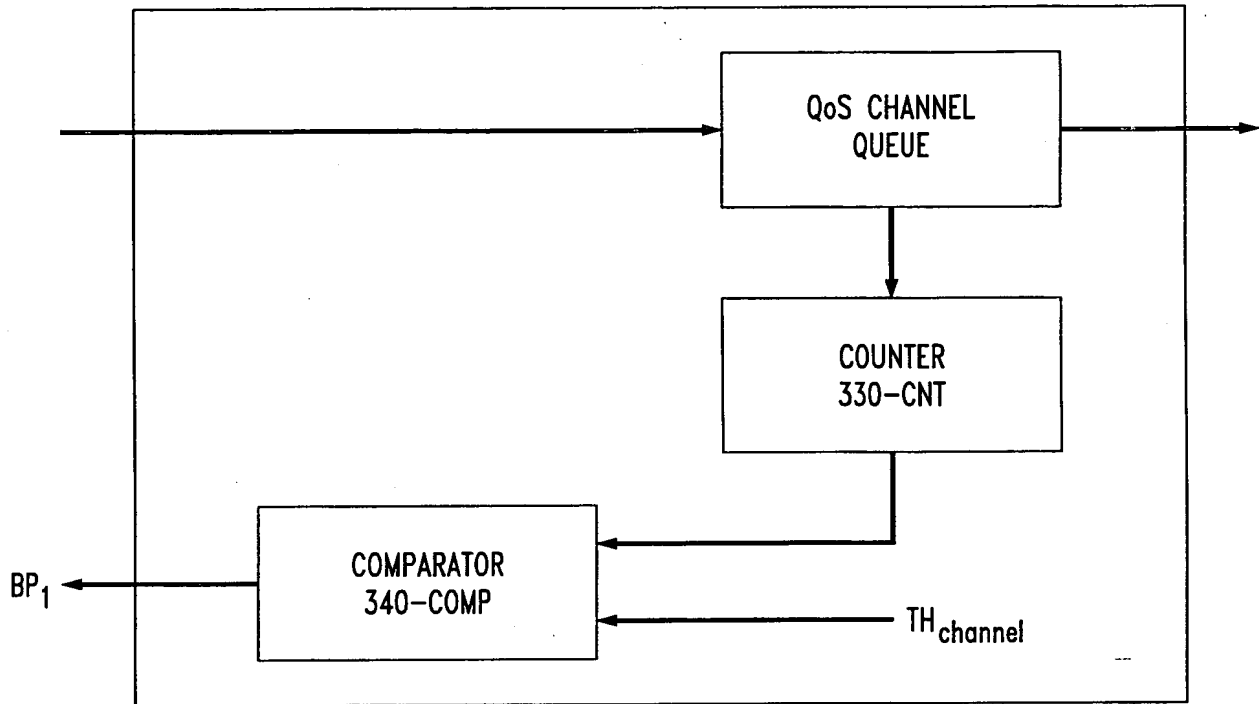 QoS CHANNEL
QUEUE
COUNTER
330-CNT
COMPARATOR
340-COMP
BP1
THchannel